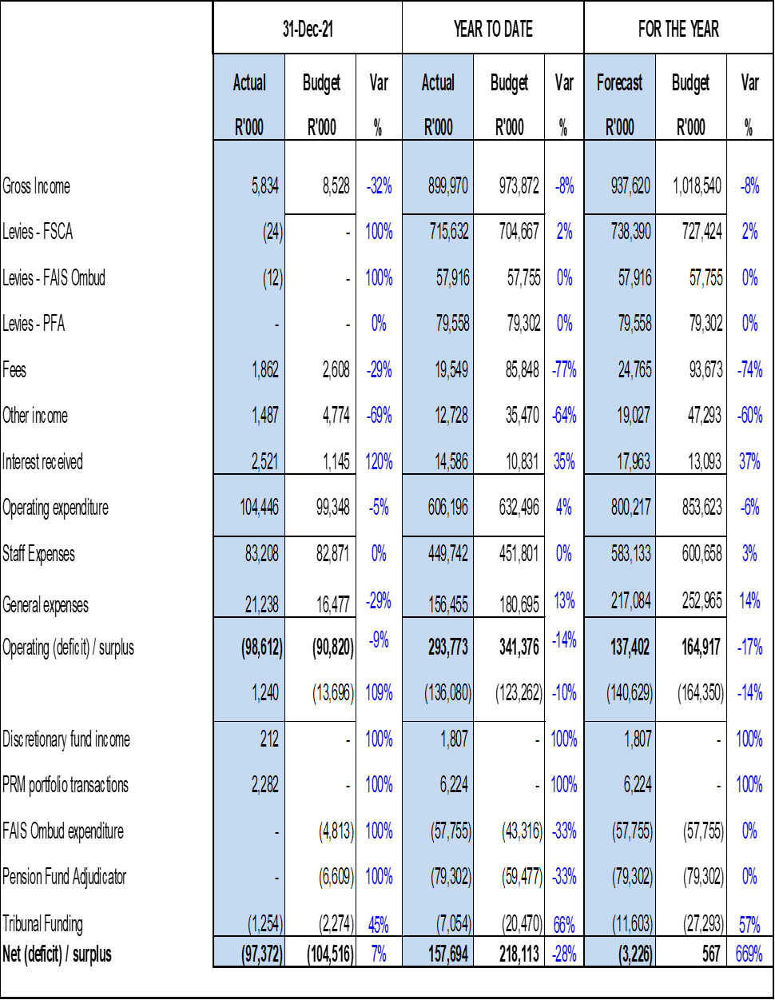 31-Dec-21 YEAR TO DATE FOR THE YEAR
Actual Budget Var Actual Budget Var Forecast Budget Var
R'000 R'000 % R'000 R'000 % R'000 R'000 %
Gross Income 5,834 8,528 -32% 899,970 973,872 -8% 937,620 1,018,540 -8%
Levies - FSCA (24) - 100% 715,632 704,667 2% 738,390 727,424 2%
Levies - FAIS Ombud (12) - 100% 57,916 57,755 0% 57,916 57,755 0%
Levies - PFA - - 0% 79,558 79,302 0% 79,558 79,302 0%
Fees 1,862 2,608 -29% 19,549 85,848 -77% 24,765 93,673 -74%
Other income 1,487 4,774 -69% 12,728 35,470 -64% 19,027 47,293 -60%
Interest received 2,521 1,145 120% 14,586 10,831 35% 17,963 13,093 37%
Operating expenditure 104,446 99,348 -5% 606,196 632,496 4% 800,217 853,623 -6%
Staff Expenses 83,208 82,871 0% 449,742 451,801 0% 583,133 600,658 3%
General expenses 21,238 16,477 -29% 156,455 180,695 13% 217,084 252,965 14%
Operating (deficit) / surplus (98,612) (90,820) -9% 293,773 341,376 -14% 137,402 164,917 -17%
1,240 (13,696) 109% (136,080) (123,262) -10% (140,629) (164,350) -14%
Discretionary fund income 212 - 100% 1,807 - 100% 1,807 - 100%
PRM portfolio transactions 2,282 - 100% 6,224 - 100% 6,224 - 100%
FAIS Ombud expenditure - (4,813) 100% (57,755) (43,316) -33% (57,755) (57,755) 0%
Pension Fund Adjudicator - (6,609) 100% (79,302) (59,477) -33% (79,302) (79,302) 0%
Tribunal Funding (1,254) (2,274) 45% (7,054) (20,470) 66% (11,603) (27,293) 57%
Net (deficit) / surplus (97,372) (104,516) 7% 157,694 218,113 -28% (3,226) 567 669%